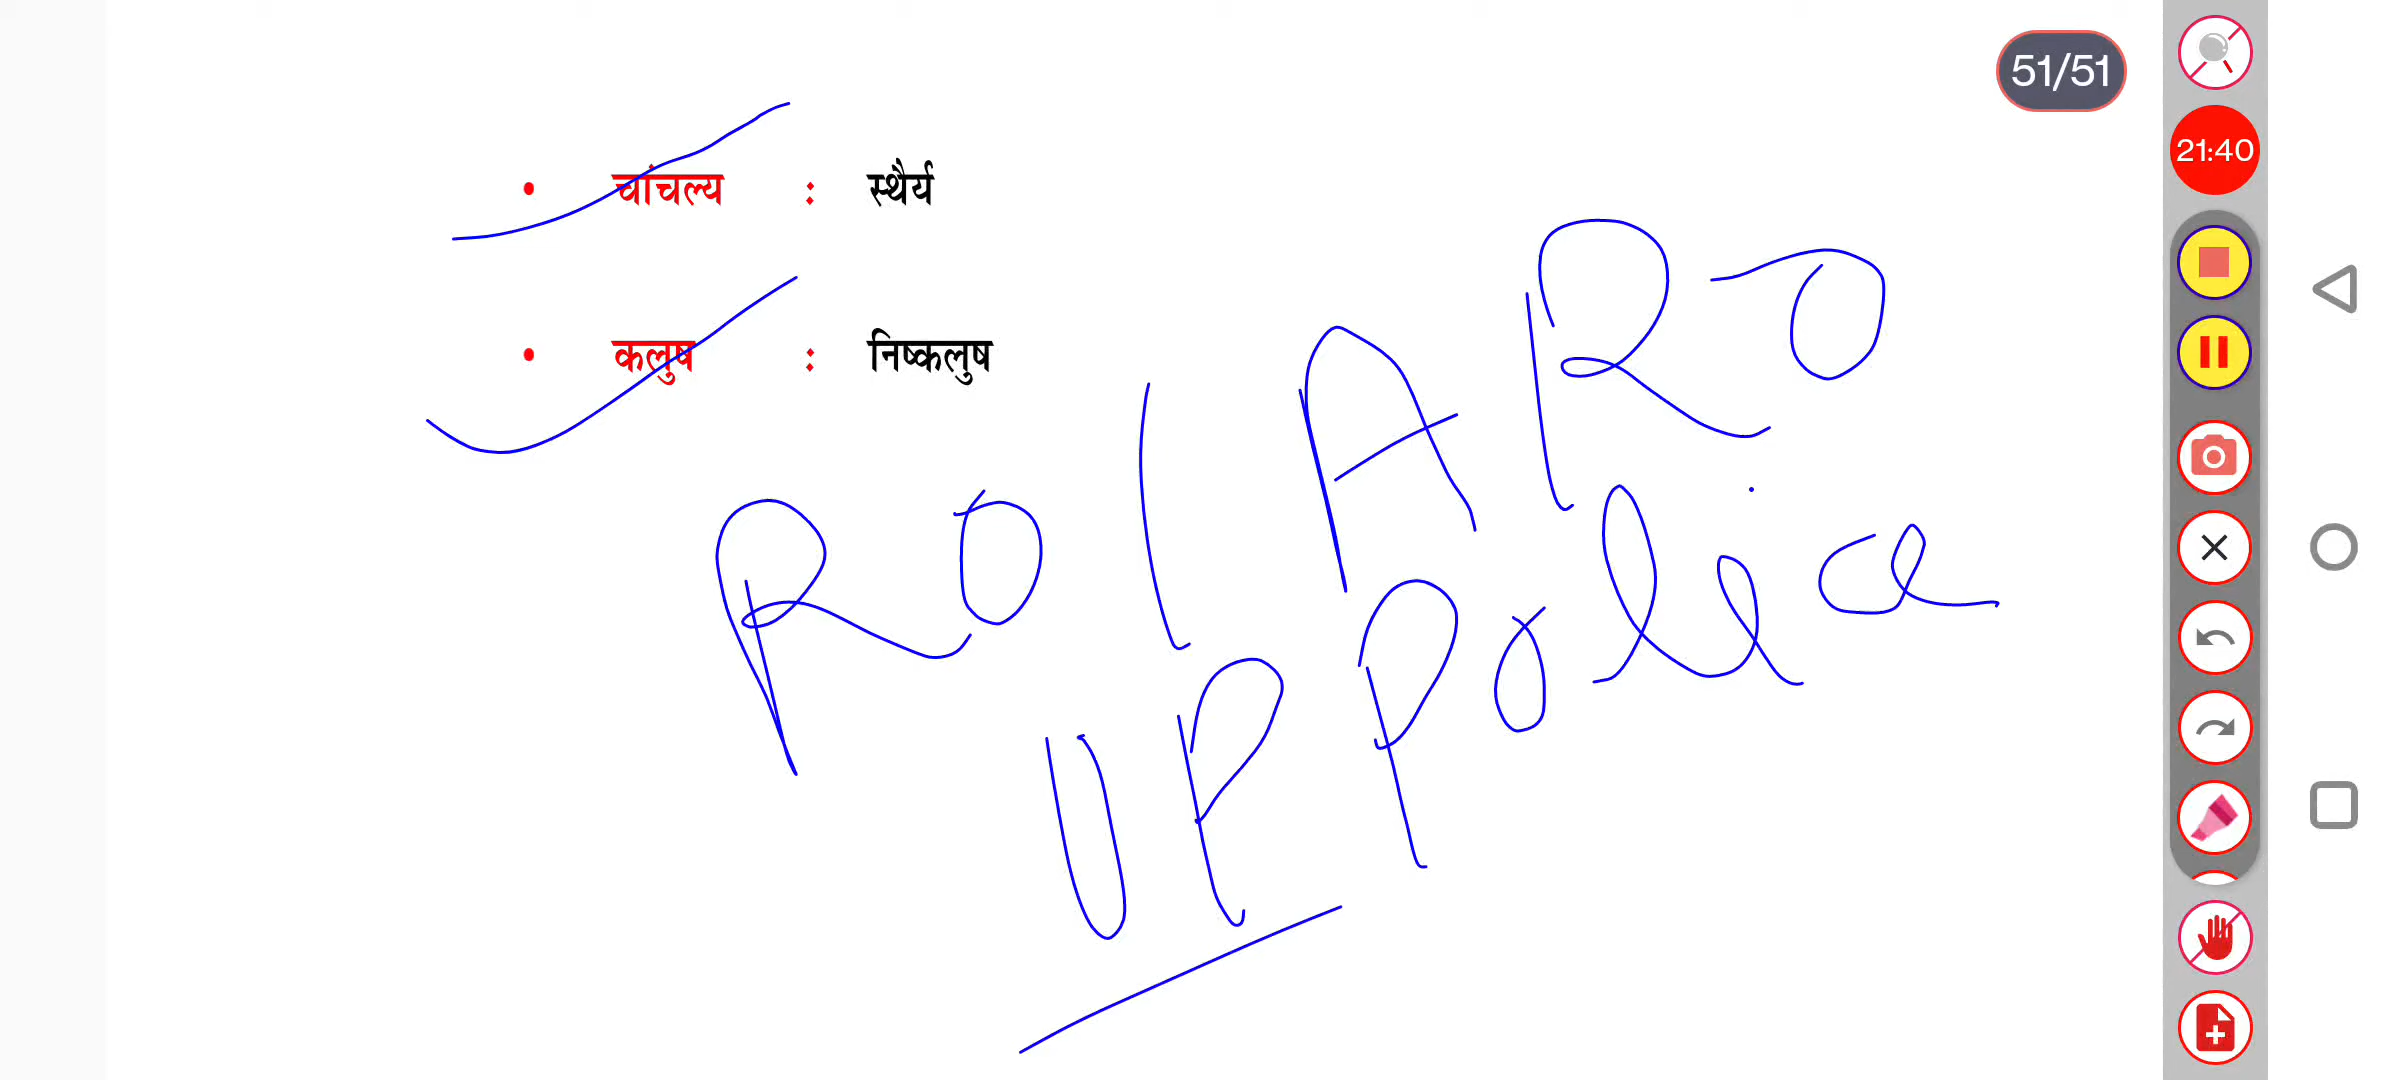 51/51
21:40
• चांचल्य : स्थैर्य
• कलुष : निष्कलुष
RO / ARO
UP Police